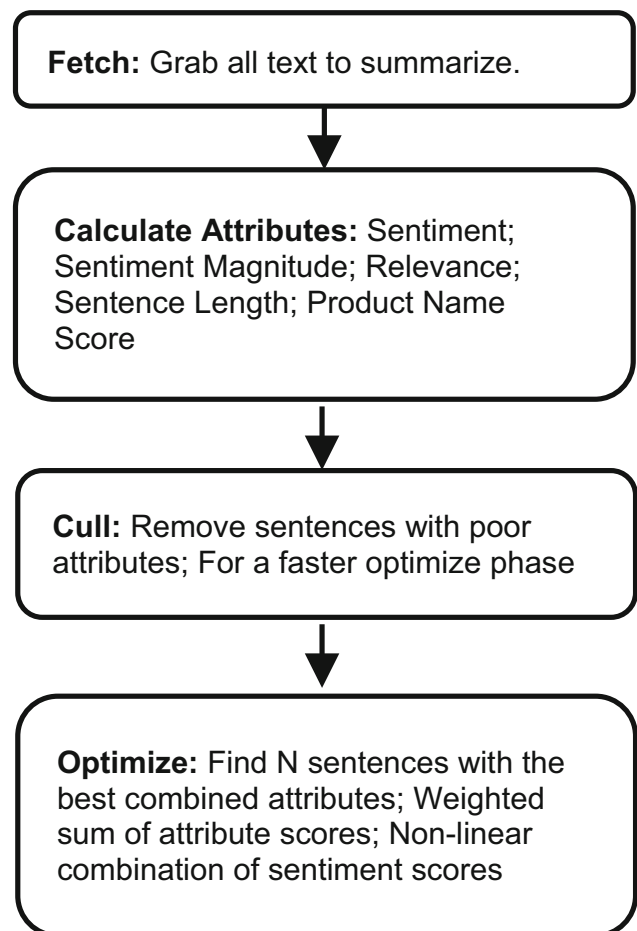 Fetch: Grab all text to summarize.
Calculate Attributes: Sentiment;
Sentiment Magnitude; Relevance;
Sentence Length; Product Name
Score
Cull: Remove sentences with poor
attributes; For a faster optimize phase
Optimize: Find N sentences with the
best combined attributes; Weighted
sum of attribute scores; Non-linear
combination of sentiment scores